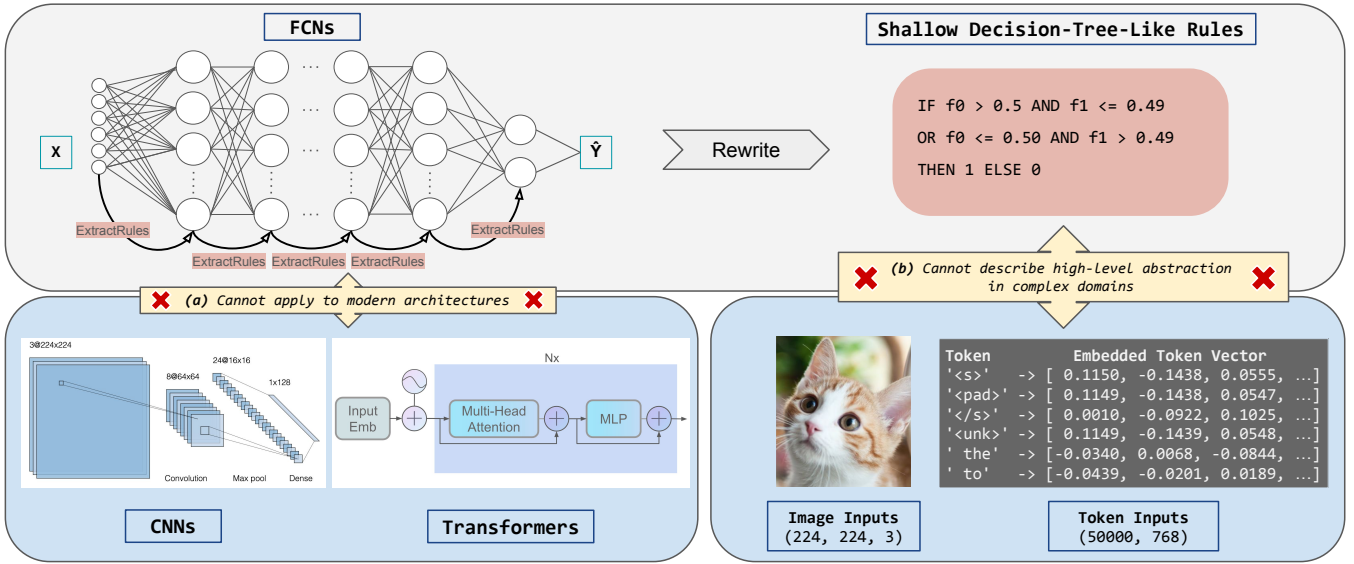 FCNs
Shallow Decision-Tree-Like Rules
X
Ŷ
Rewrite
IF f0 > 0.5 AND f1 <= 0.49
OR f0 <= 0.50 AND f1 > 0.49
THEN 1 ELSE 0
ExtractRules
ExtractRules
ExtractRules
ExtractRules
ExtractRules
(a) Cannot apply to modern architectures
(b) Cannot describe high-level abstraction
in complex domains
3@224x224
8@64x64
24@16x16
1x128
Convolution
Max pool
Dense
CNNs
Nx
Input
Emb
Multi-Head
Attention
MLP
Transformers
Image Inputs
(224, 224, 3)
Token Embedded Token Vector
'<s>' -> [ 0.1150, -0.1438, 0.0555, …]
'<pad>' -> [ 0.1149, -0.1438, 0.0547, …]
'</s>' -> [ 0.0010, -0.0922, 0.1025, …]
'<unk>' -> [ 0.1149, -0.1439, 0.0548, …]
' the' -> [-0.0340, 0.0068, -0.0844, …]
' to' -> [-0.0439, -0.0201, 0.0189, …]
Token Inputs
(50000, 768)